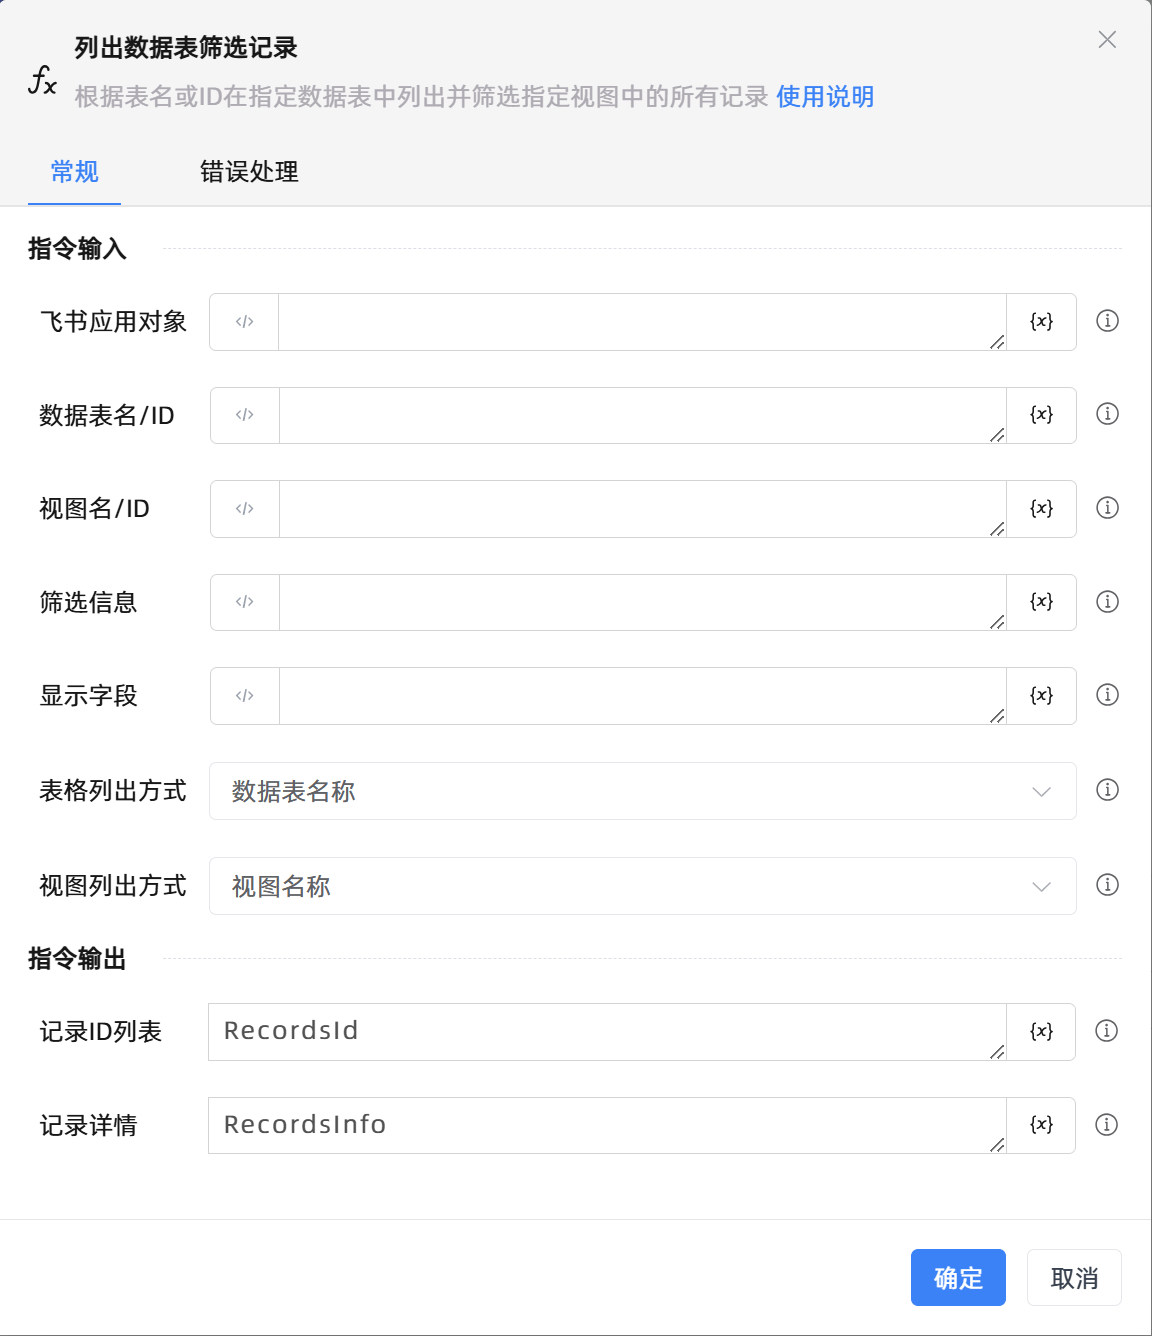 列出数据表筛选记录
fx
根据表名或ID在指定数据表中列出并筛选指定视图中的所有记录 使用说明
常规 错误处理
指令输入
飞书应用对象 </> {x}
数据表名/ID </> {x}
视图名/ID </> {x}
筛选信息 </> {x}
显示字段 </> {x}
表格列出方式 数据表名称
视图列出方式 视图名称
指令输出
记录ID列表 RecordsId {x}
记录详情 RecordsInfo {x}
确定 取消